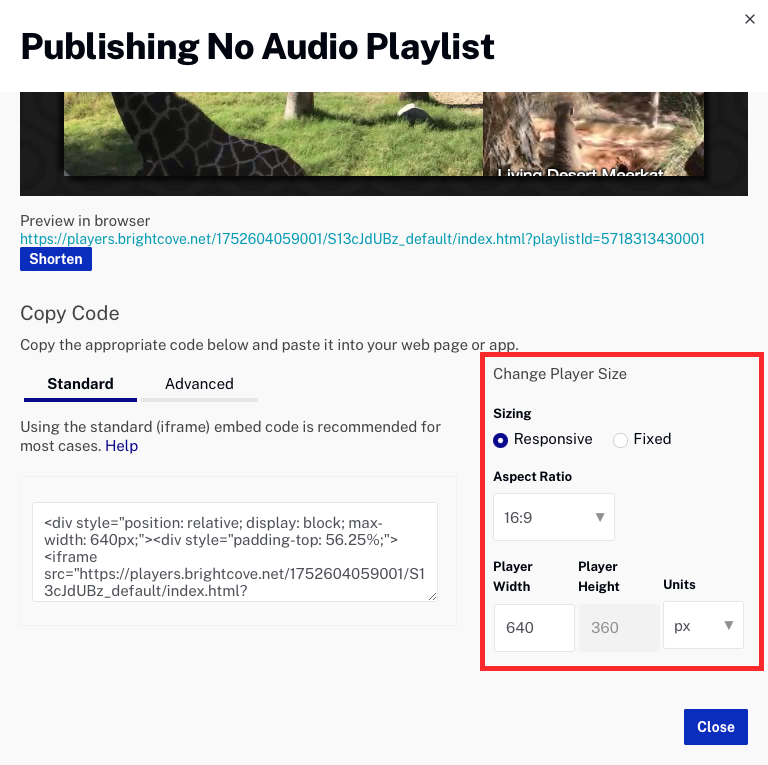 ×
Publishing No Audio Playlist
Living Desert Meerkat
Preview in browser
https://players.brightcove.net/1752604059001/S13cJdUBz_default/index.html?playlistId=5718313430001
Shorten
Copy Code
Copy the appropriate code below and paste it into your web page or app.
Standard Advanced
Using the standard (iframe) embed code is recommended for
most cases. Help
<div style="position: relative; display: block; max-
width: 640px;"><div style="padding-top: 56.25%;">
<iframe
src="https://players.brightcove.net/1752604059001/S1
3cJdUBz_default/index.html?
Change Player Size
Sizing
Responsive Fixed
Aspect Ratio
16:9
Player Width
Player Height
Units
640 360 px
Close